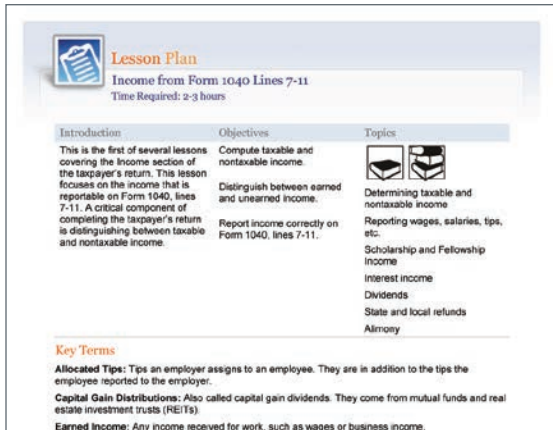 Lesson Plan
Income from Form 1040 Lines 7-11
Time Required: 2-3 hours
Introduction
This is the first of several lessons
covering the Income section of
the taxpayer's return. This lesson
focuses on the income that is
reportable on Form 1040, lines
7-11. A critical component of
completing the taxpayer's return
is distinguishing between taxable
and nontaxable income.
Objectives
Compute taxable and
nontaxable income.
Distinguish between earned
and unearned income.
Report income correctly on
Form 1040, lines 7-11.
Topics
Determining taxable and
nontaxable income
Reporting wages, salaries, tips,
etc.
Scholarship and Fellowship
Income
Interest income
Dividends
State and local refunds
Alimony
Key Terms
Allocated Tips: Tips an employer assigns to an employee. They are in addition to the tips the
employee reported to the employer.
Capital Gain Distributions: Also called capital gain dividends. They come from mutual funds and real
estate investment trusts (REITs).
Earned Income: Any income received for work, such as wages or business income.